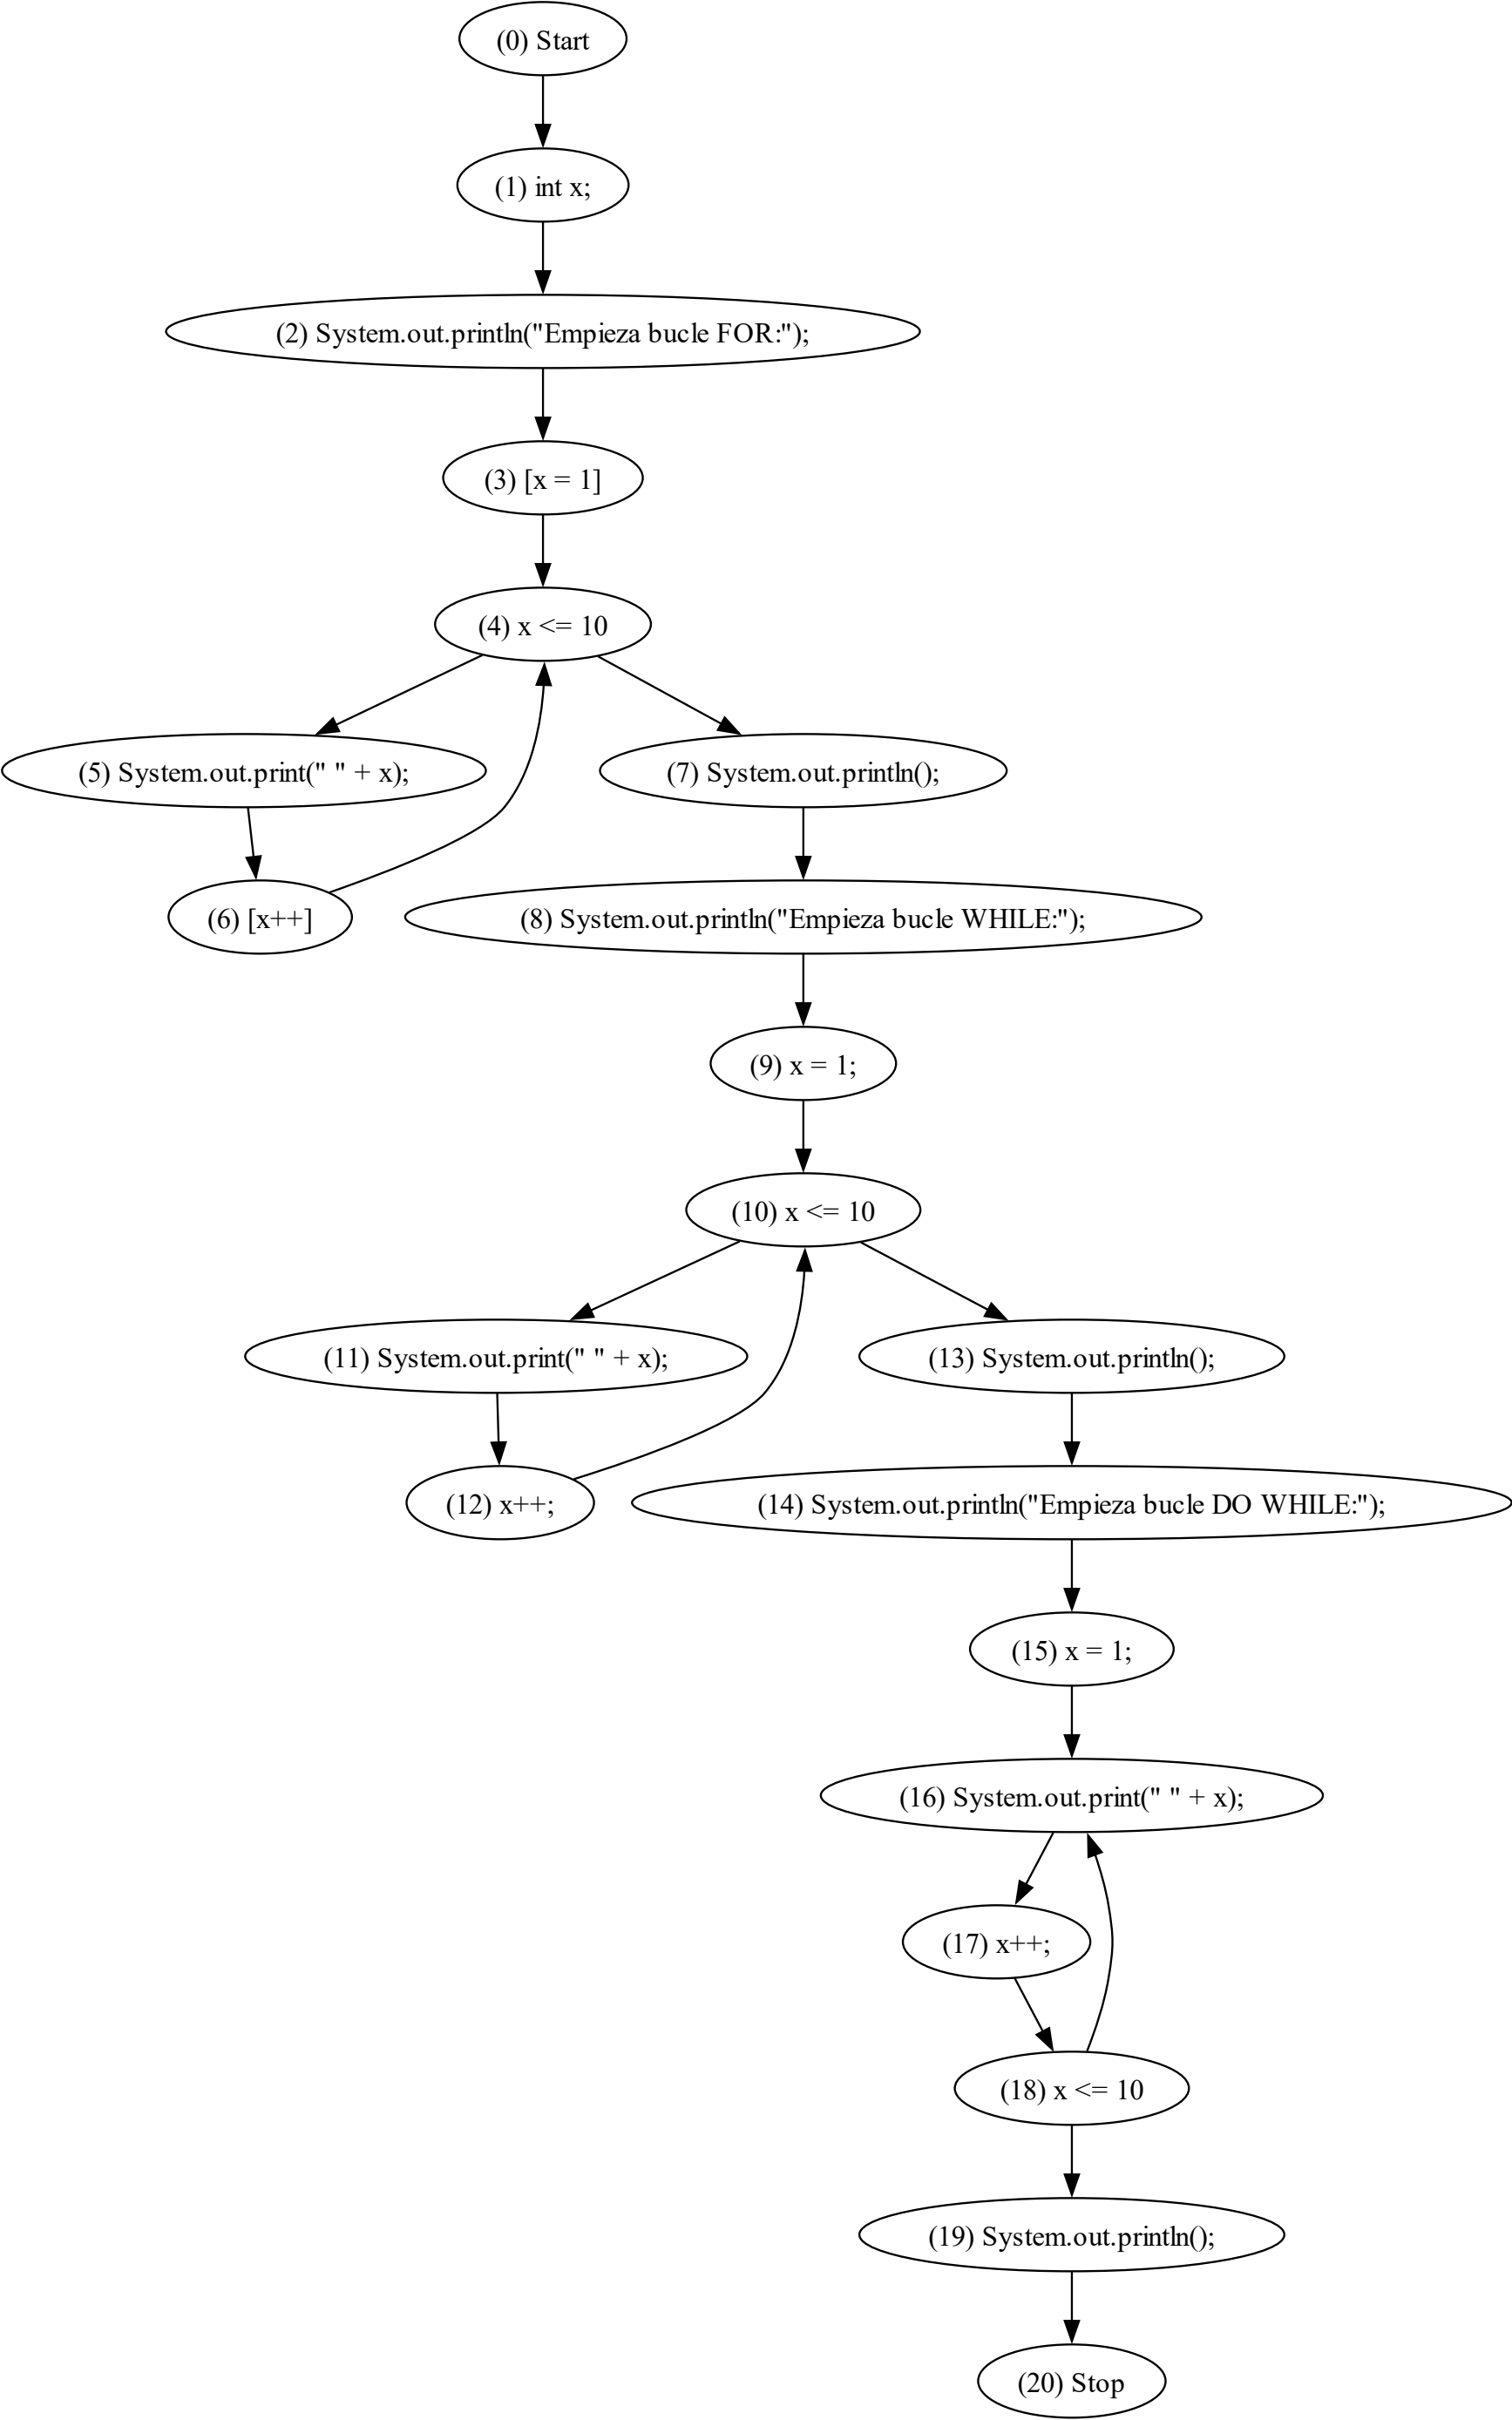 (0) Start
(1) int x;
(2) System.out.println("Empieza bucle FOR:");
(3) [x = 1]
(4) x <= 10
(5) System.out.print(" " + x);
(7) System.out.println();
(6) [x++]
(8) System.out.println("Empieza bucle WHILE:");
(9) x = 1;
(10) x <= 10
(11) System.out.print(" " + x);
(13) System.out.println();
(12) x++;
(14) System.out.println("Empieza bucle DO WHILE:");
(15) x = 1;
(16) System.out.print(" " + x);
(17) x++;
(18) x <= 10
(19) System.out.println();
(20) Stop